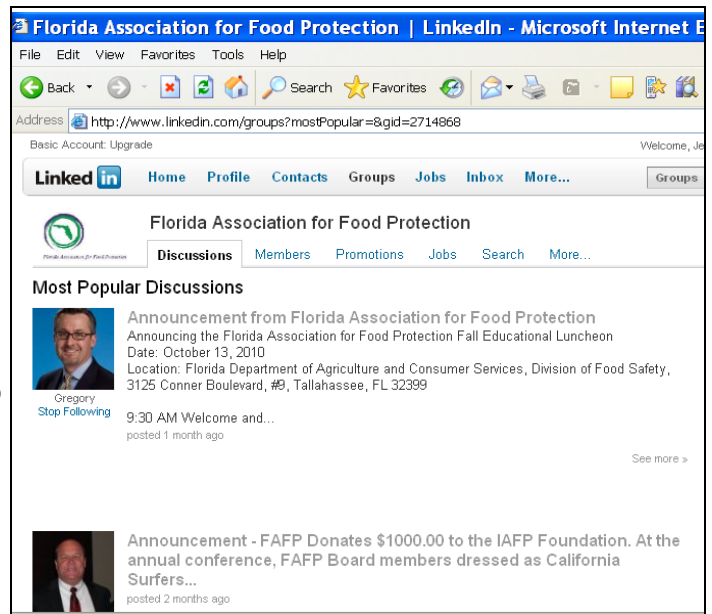 Florida Association for Food Protection | LinkedIn - Microsoft Internet E
File Edit View Favorites Tools Help
Back Search Favorites
Address http://www.linkedin.com/groups?mostPopular=&gid=2714868
Basic Account: Upgrade Welcome, Je
Linked in Home Profile Contacts Groups Jobs Inbox More... Groups
Florida Association for Food Protection
Florida Association for Food Protection
Discussions Members Promotions Jobs Search More...
Most Popular Discussions
Announcement from Florida Association for Food Protection
Announcing the Florida Association for Food Protection Fall Educational Luncheon
Date: October 13, 2010
Location: Florida Department of Agriculture and Consumer Services, Division of Food Safety,
3125 Conner Boulevard, #9, Tallahassee, FL 32399
Gregory
Stop Following
9:30 AM Welcome and...
posted 1 month ago
See more »
Announcement - FAFP Donates $1000.00 to the IAFP Foundation. At the
annual conference, FAFP Board members dressed as California
Surfers...
posted 2 months ago